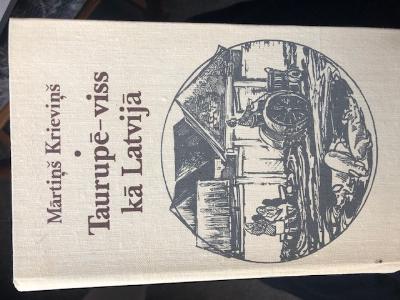 Mārtiņš Krieviņš
Taurupē–viss
kā Latvijā